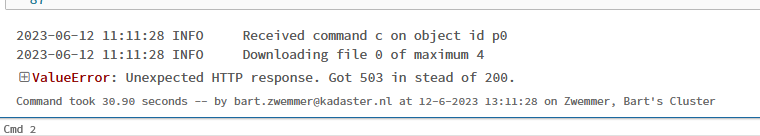 87
2023-06-12 11:11:28 INFO Received command c on object id p0
2023-06-12 11:11:28 INFO Downloading file 0 of maximum 4
ValueError: Unexpected HTTP response. Got 503 in stead of 200.
Command took 30.90 seconds -- by bart.zwemmer@kadaster.nl at 12-6-2023 13:11:28 on Zwemmer, Bart's Cluster
Cmd 2